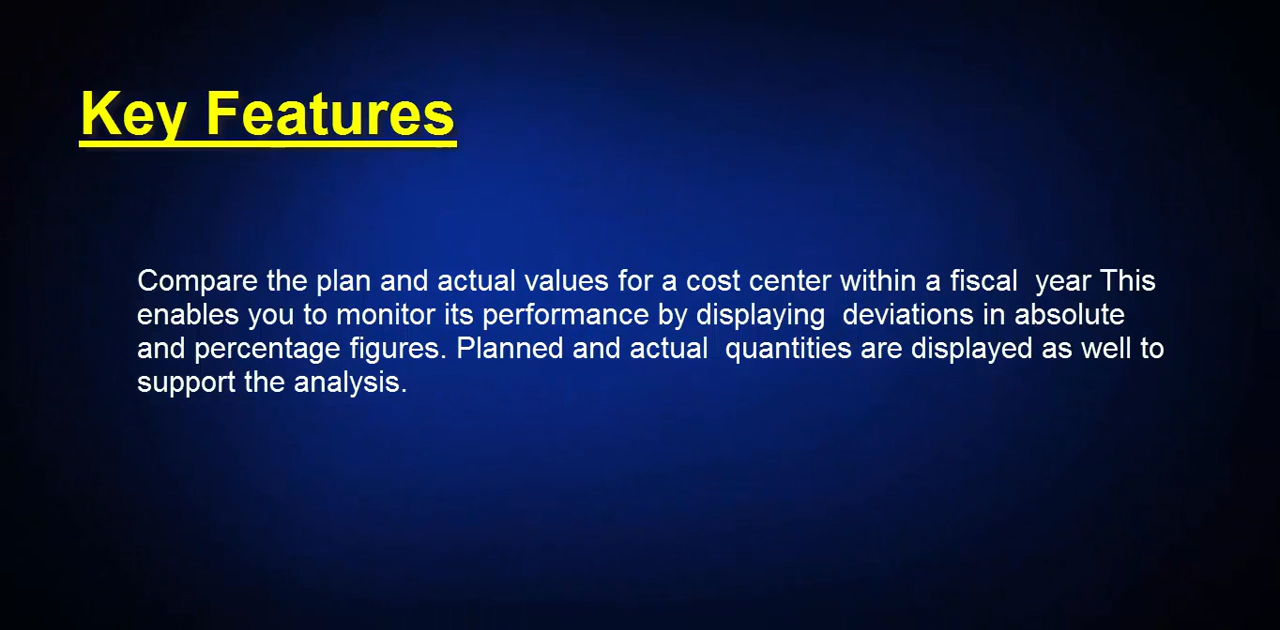 Key Features
Compare the plan and actual values for a cost center within a fiscal  year This
enables you to monitor its performance by displaying  deviations in absolute
and percentage figures. Planned and actual  quantities are displayed as well to
support the analysis.